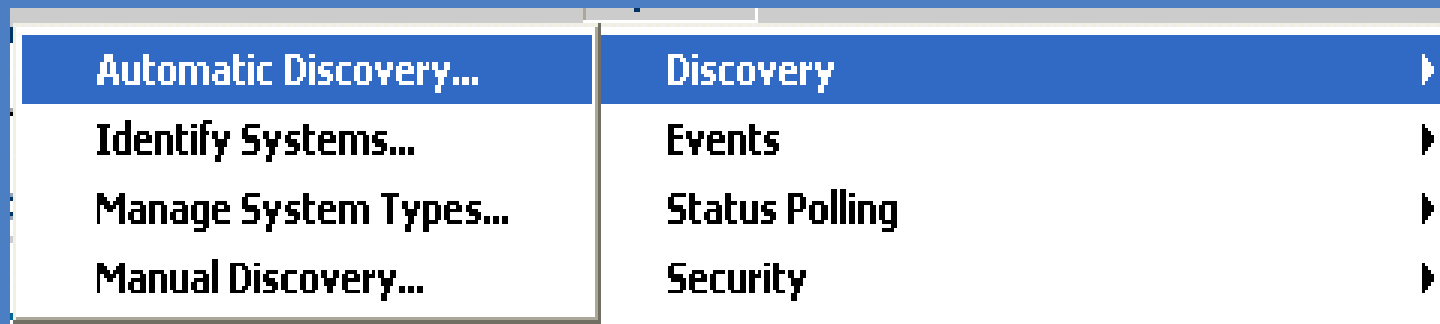 Automatic Discovery...
Identify Systems...
Manage System Types...
Manual Discovery...
Discovery
Events
Status Polling
Security